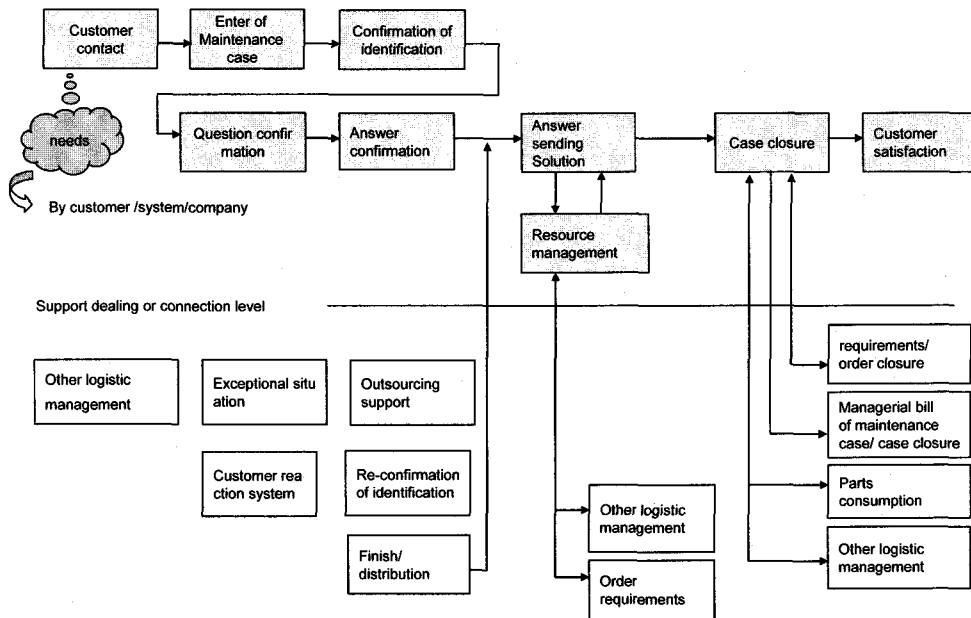 Customer
contact
Enter of
Maintenance
case
Confirmation of
identification
needs
Question confir
mation
Answer
confirmation
Answer
sending
Solution
Case closure
Customer
satisfaction
By customer /system/company
Resource
management
Support dealing or connection level
Other logistic
management
Exceptional situ
ation
Outsourcing
support
requirements/
order closure
Managerial bill
of maintenance
case/ case closure
Customer rea
ction system
Re-confirmation
of identification
Parts
consumption
Other logistic
management
Other logistic
management
Finish/
distribution
Order
requirements